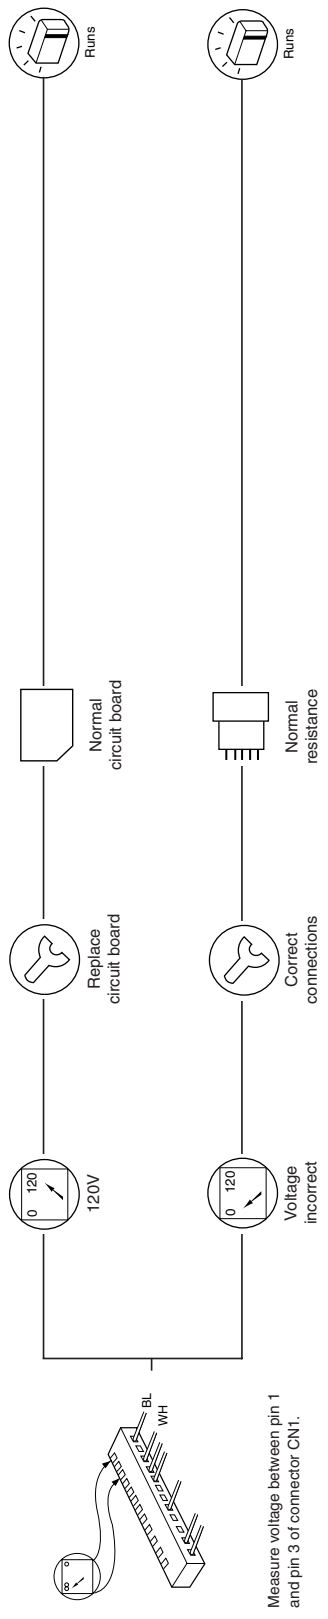 Measure voltage between pin 1
and pin 3 of connector CN1.
BL
WH
0 120
120V
Replace
circuit board
Normal
circuit board
Runs
0 120
Voltage
incorrect
Correct
connections
Normal
resistance
Runs